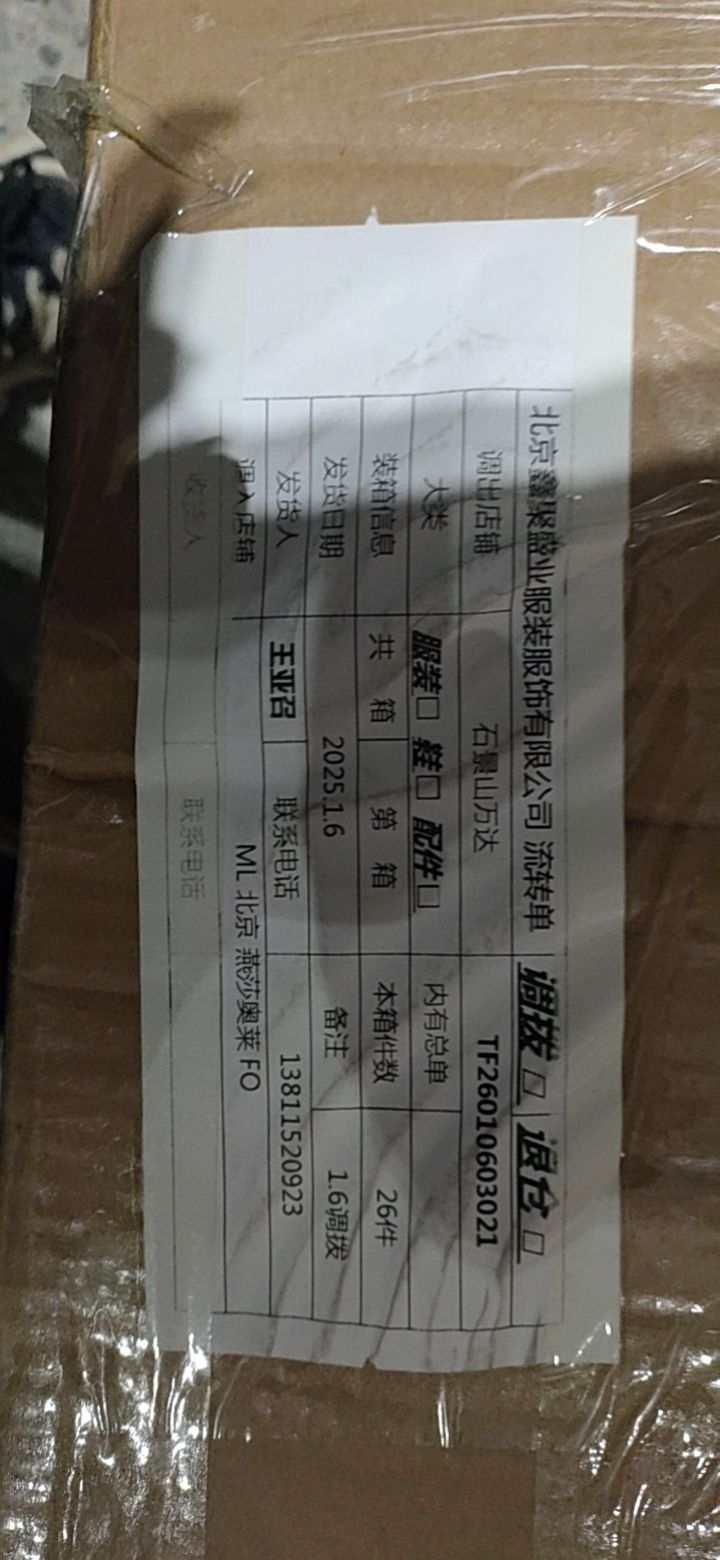 北京鑫聚盛业服装服饰有限公司 流转单 调拨□ 退仓□
调出店铺 石景山万达 TF26010603021
大类 服装□ 鞋□ 配件□ 内有总单
装箱信息 共 箱 第 箱 本箱件数 26件
发货日期 2025.1.6 备注 1.6调拨
发货人 王亚召 联系电话 13811520923
调入店铺 ML 北京 燕莎奥莱 FO
收货人 联系电话